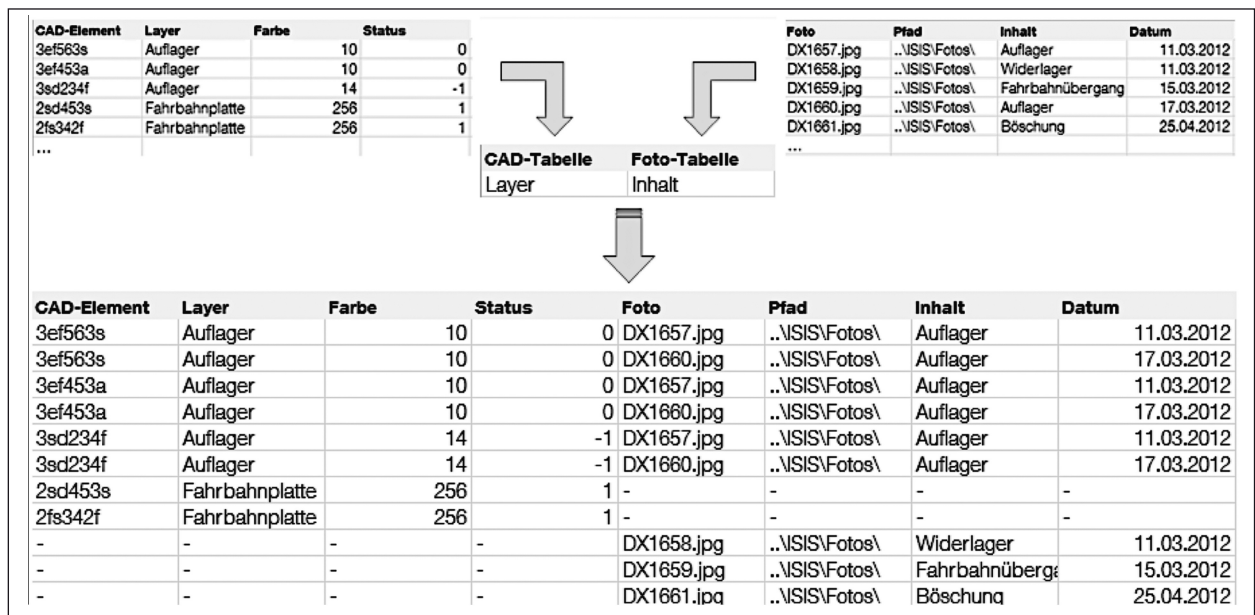 CAD-Element Layer Farbe Status
3ef563s Auflager 10 0
3ef453a Auflager 10 0
3sd234f Auflager 14 -1
2sd453s Fahrbahnplatte 256 1
2fs342f Fahrbahnplatte 256 1
...
Foto Pfad Inhalt Datum
DX1657.jpg ..\ISIS\Fotos\ Auflager 11.03.2012
DX1658.jpg ..\ISIS\Fotos\ Widerlager 11.03.2012
DX1659.jpg ..\ISIS\Fotos\ Fahrbahnübergang 15.03.2012
DX1660.jpg ..\ISIS\Fotos\ Auflager 17.03.2012
DX1661.jpg ..\ISIS\Fotos\ Böschung 25.04.2012
...
CAD-Tabelle Foto-Tabelle
Layer Inhalt
CAD-Element Layer Farbe Status Foto Pfad Inhalt Datum
3ef563s Auflager 10 0 DX1657.jpg ..\ISIS\Fotos\ Auflager 11.03.2012
3ef563s Auflager 10 0 DX1660.jpg ..\ISIS\Fotos\ Auflager 17.03.2012
3ef453a Auflager 10 0 DX1657.jpg ..\ISIS\Fotos\ Auflager 11.03.2012
3ef453a Auflager 10 0 DX1660.jpg ..\ISIS\Fotos\ Auflager 17.03.2012
3sd234f Auflager 14 -1 DX1657.jpg ..\ISIS\Fotos\ Auflager 11.03.2012
3sd234f Auflager 14 -1 DX1660.jpg ..\ISIS\Fotos\ Auflager 17.03.2012
2sd453s Fahrbahnplatte 256 1 - - - -
2fs342f Fahrbahnplatte 256 1 - - - -
- - - - DX1658.jpg ..\ISIS\Fotos\ Widerlager 11.03.2012
- - - - DX1659.jpg ..\ISIS\Fotos\ Fahrbahnüberga 15.03.2012
- - - - DX1661.jpg ..\ISIS\Fotos\ Böschung 25.04.2012